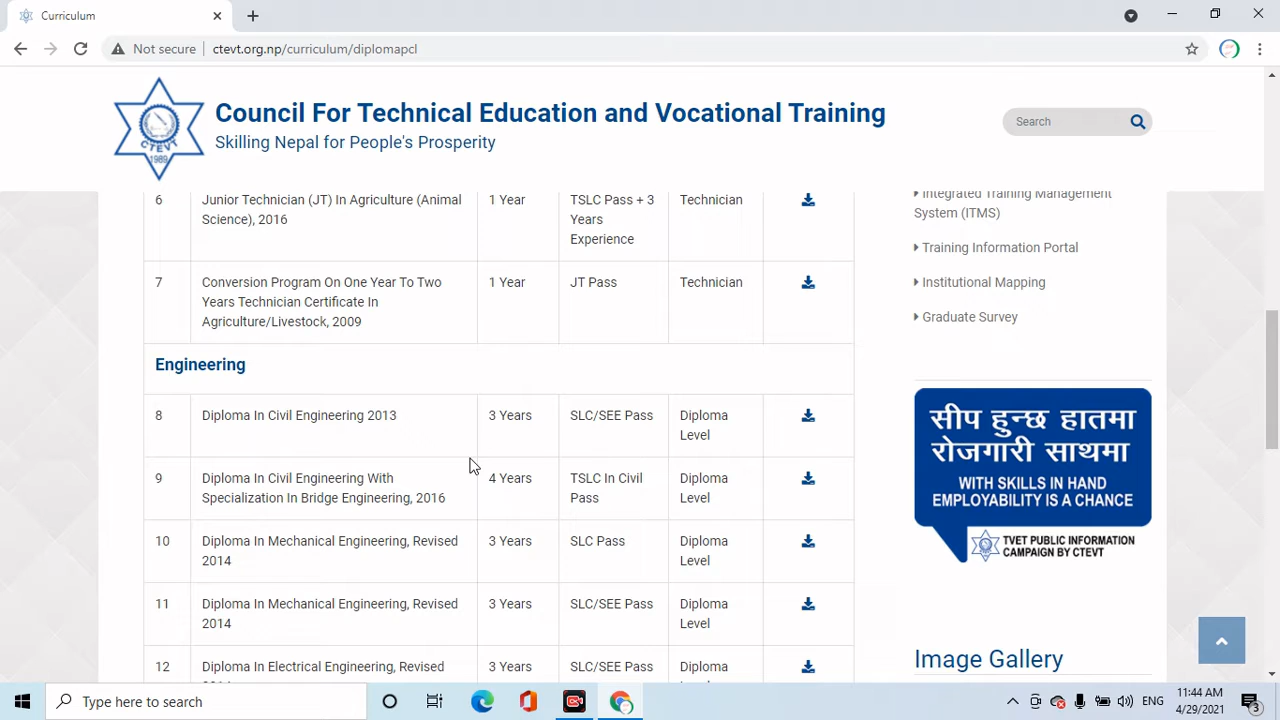 Curriculum
Not secure
ctevt.org.np/curriculum/diplomapcl
CTEVT
1989
Council For Technical Education and Vocational Training
Skilling Nepal for People's Prosperity
Search
6 Junior Technician (JT) In Agriculture (Animal 1 Year TSLC Pass + 3 Technician
Science), 2016 Years
Experience
7 Conversion Program On One Year To Two 1 Year JT Pass Technician
Years Technician Certificate In
Agriculture/Livestock, 2009
Engineering
8 Diploma In Civil Engineering 2013 3 Years SLC/SEE Pass Diploma
Level
9 Diploma In Civil Engineering With 4 Years TSLC In Civil Diploma
Specialization In Bridge Engineering, 2016 Pass Level
10 Diploma In Mechanical Engineering, Revised 3 Years SLC Pass Diploma
2014 Level
11 Diploma In Mechanical Engineering, Revised 3 Years SLC/SEE Pass Diploma
2014 Level
12 Diploma In Electrical Engineering, Revised 3 Years SLC/SEE Pass Diploma
Integrated Training Management
System (ITMS)
Training Information Portal
Institutional Mapping
Graduate Survey
सीप हुन्छ हातमा
रोजगारी साथमा
WITH SKILLS IN HAND
EMPLOYABILITY IS A CHANCE
TVET PUBLIC INFORMATION
CAMPAIGN BY CTEVT
Image Gallery
Type here to search
ENG
11:44 AM
4/29/2021
3